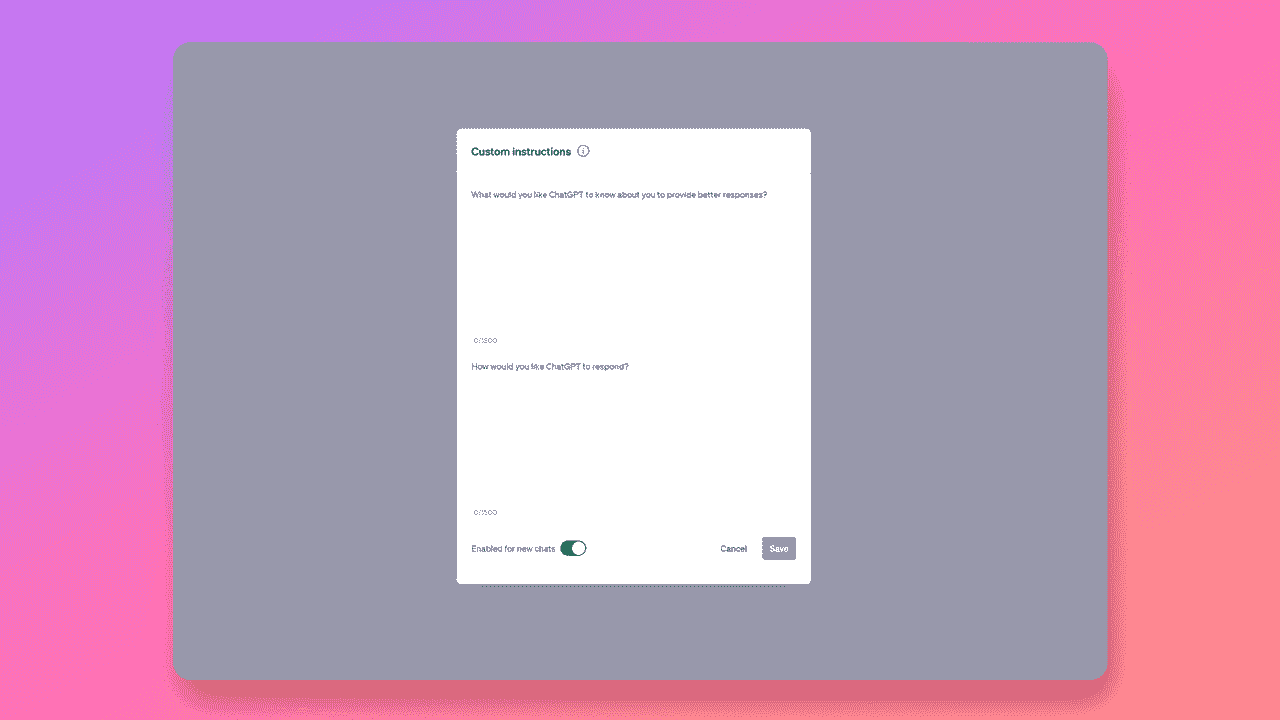 Custom instructions
What would you like ChatGPT to know about you to provide better responses?
0/1500
How would you like ChatGPT to respond?
0/1500
Enabled for new chats
Cancel
Save